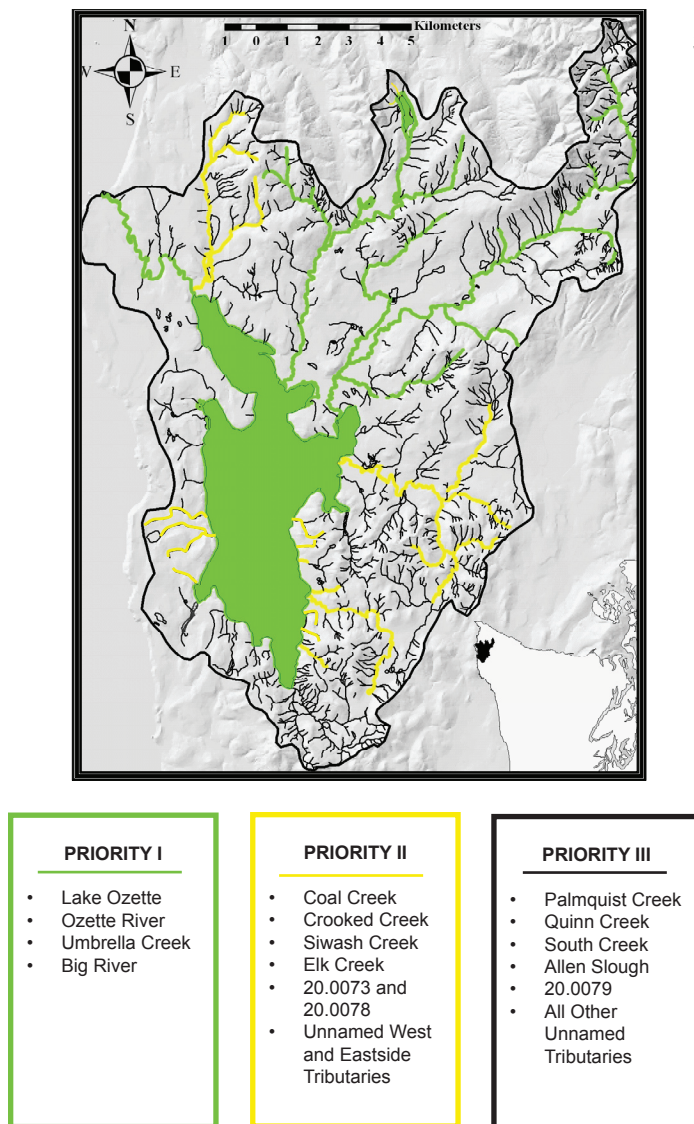 N
V
E
S
Kilometers
1 0 1 2 3 4 5
PRIORITY I
• Lake Ozette
• Ozette River
• Umbrella Creek
• Big River
PRIORITY II
• Coal Creek
• Crooked Creek
• Siwash Creek
• Elk Creek
• 20.0073 and
20.0078
• Unnamed West
and Eastside
Tributaries
PRIORITY III
• Palmquist Creek
• Quinn Creek
• South Creek
• Allen Slough
• 20.0079
• All Other
Unnamed
Tributaries